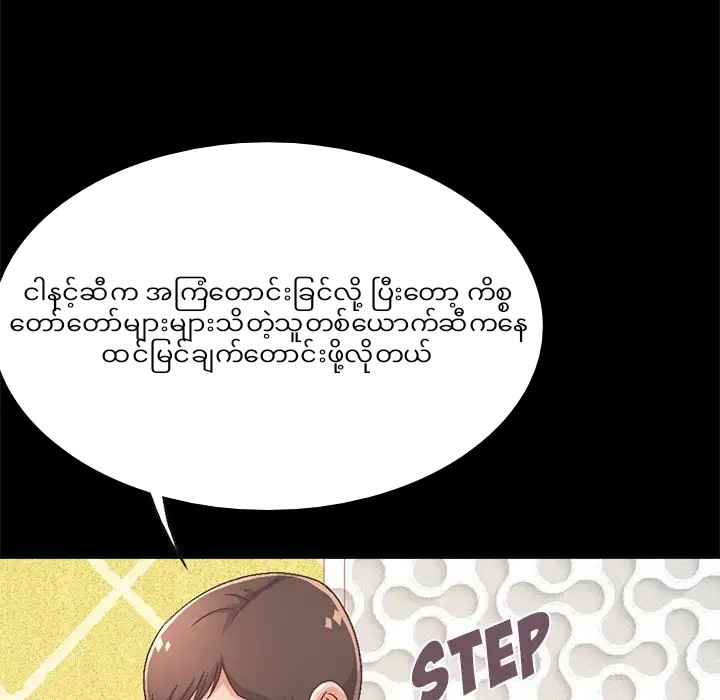 ငါနင့်ဆီက အကြံတောင်းခြင်လို့ ပြီးတော့ ကိစ္စ
တော်တော်များများသိတဲ့သူတစ်ယောက်ဆီကနေ
ထင်မြင်ချက်တောင်းဖို့လိုတယ်
STEP